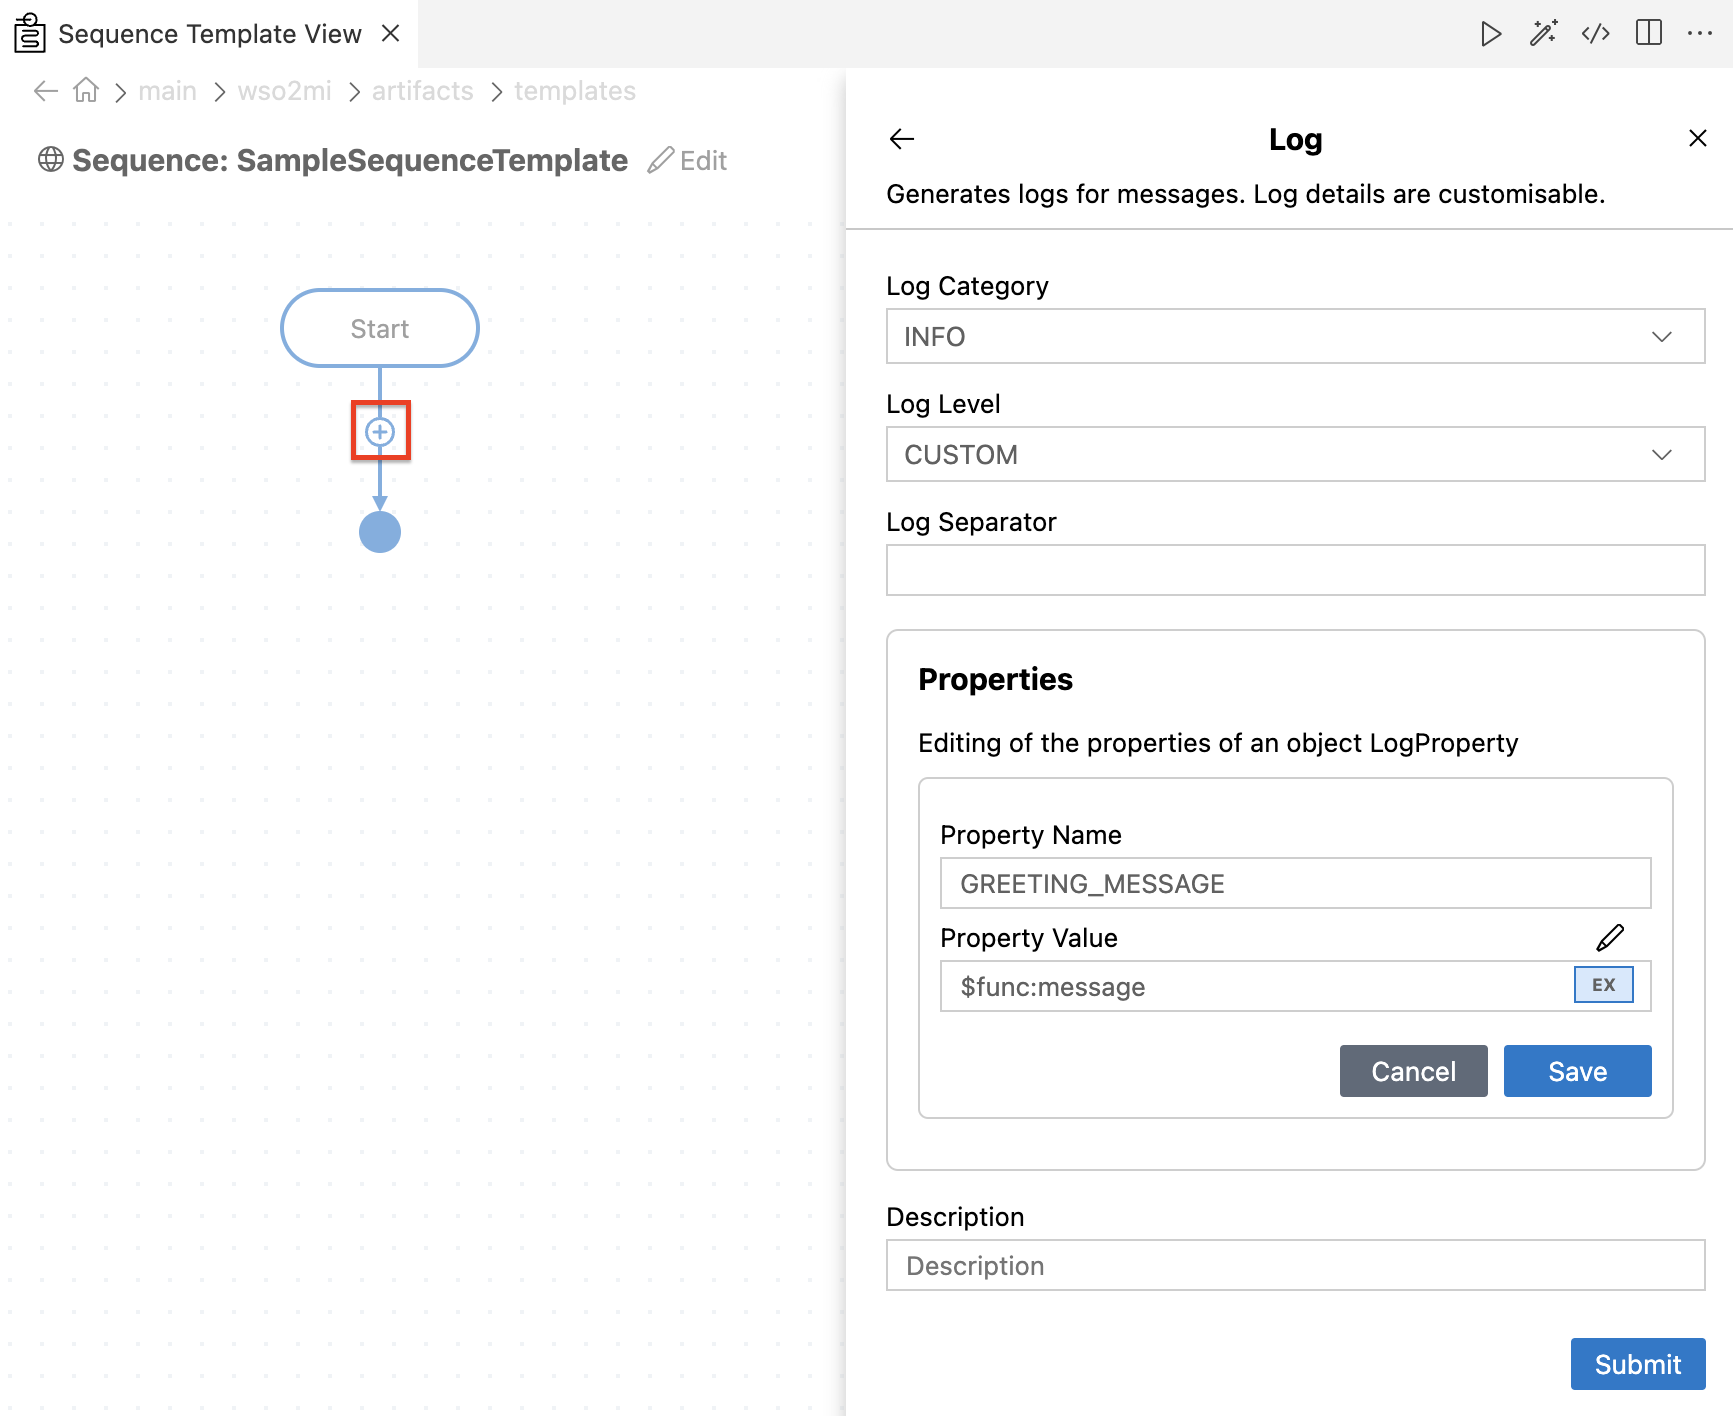 Sequence Template View
main > wso2mi > artifacts > templates
Sequence: SampleSequenceTemplate Edit
Start
Log
Generates logs for messages. Log details are customisable.
Log Category
INFO
Log Level
CUSTOM
Log Separator
Properties
Editing of the properties of an object LogProperty
Property Name
GREETING_MESSAGE
Property Value
$func:message
EX
Cancel Save
Description
Description
Submit